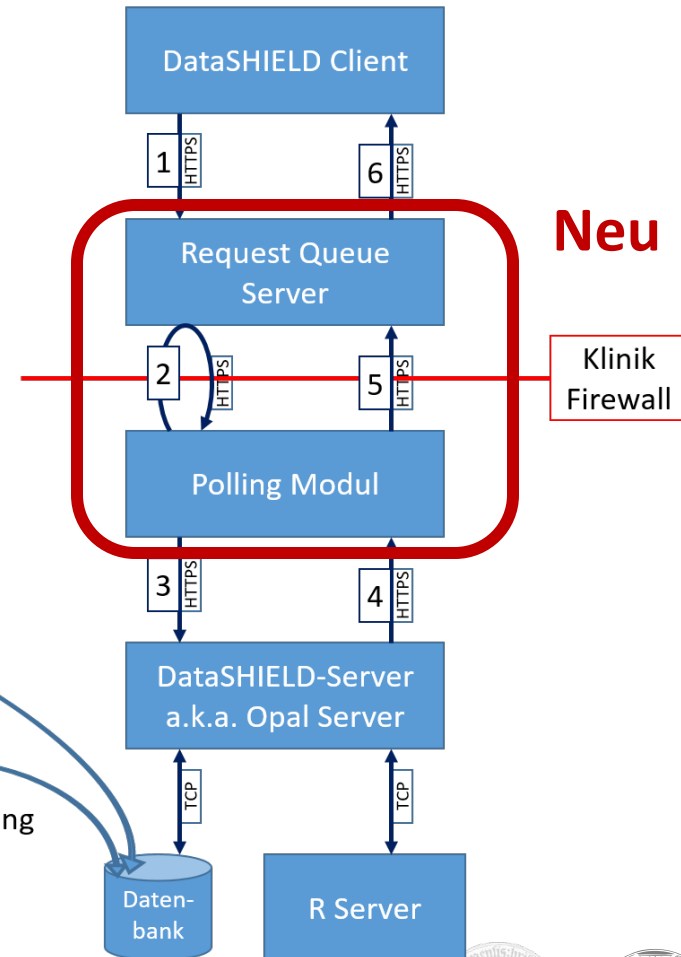 DataSHIELD Client
1
HTTPS
6
HTTPS
Neu
Request Queue
Server
2
HTTPS
5
HTTPS
Klinik
Firewall
Polling Modul
3
HTTPS
4
HTTPS
DataSHIELD-Server
a.k.a. Opal Server
TCP
TCP
ng
Daten-
bank
R Server